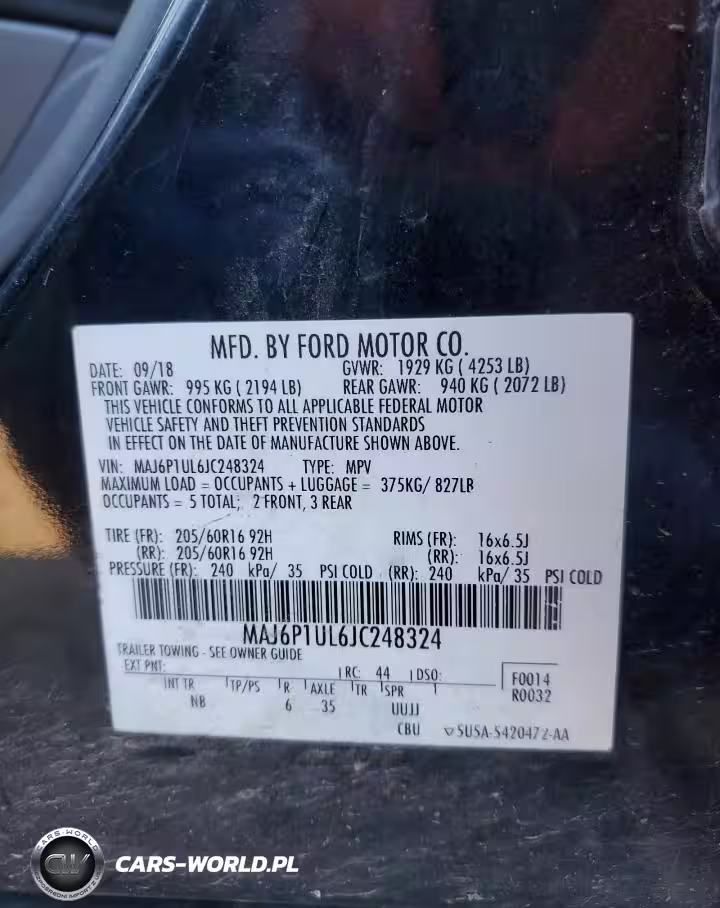 MFD. BY FORD MOTOR CO.
DATE: 09/18 GVWR: 1929 KG ( 4253 LB)
FRONT GAWR: 995 KG ( 2194 LB) REAR GAWR: 940 KG ( 2072 LB)
THIS VEHICLE CONFORMS TO ALL APPLICABLE FEDERAL MOTOR
VEHICLE SAFETY AND THEFT PREVENTION STANDARDS
IN EFFECT ON THE DATE OF MANUFACTURE SHOWN ABOVE.
VIN: MAJ6P1UL6JC248324 TYPE: MPV
MAXIMUM LOAD = OCCUPANTS + LUGGAGE = 375KG/ 827LB
OCCUPANTS = 5 TOTAL; 2 FRONT, 3 REAR
TIRE (FR): 205/60R16 92H RIMS (FR): 16x6.5J
(RR): 205/60R16 92H (RR): 16x6.5J
PRESSURE (FR): 240 kPa/ 35 PSI COLD (RR): 240 kPa/ 35 PSI COLD
MAJ6P1UL6JC248324
TRAILER TOWING - SEE OWNER GUIDE
EXT PNT: RC: 44 DSO: F0014
INT TR TP/PS R AXLE TR SPR R0032
NB 6 35 UUJJ
CBU 5U5A-5420472-AA
CARS-WORLD
CW
CARS-WORLD.PL